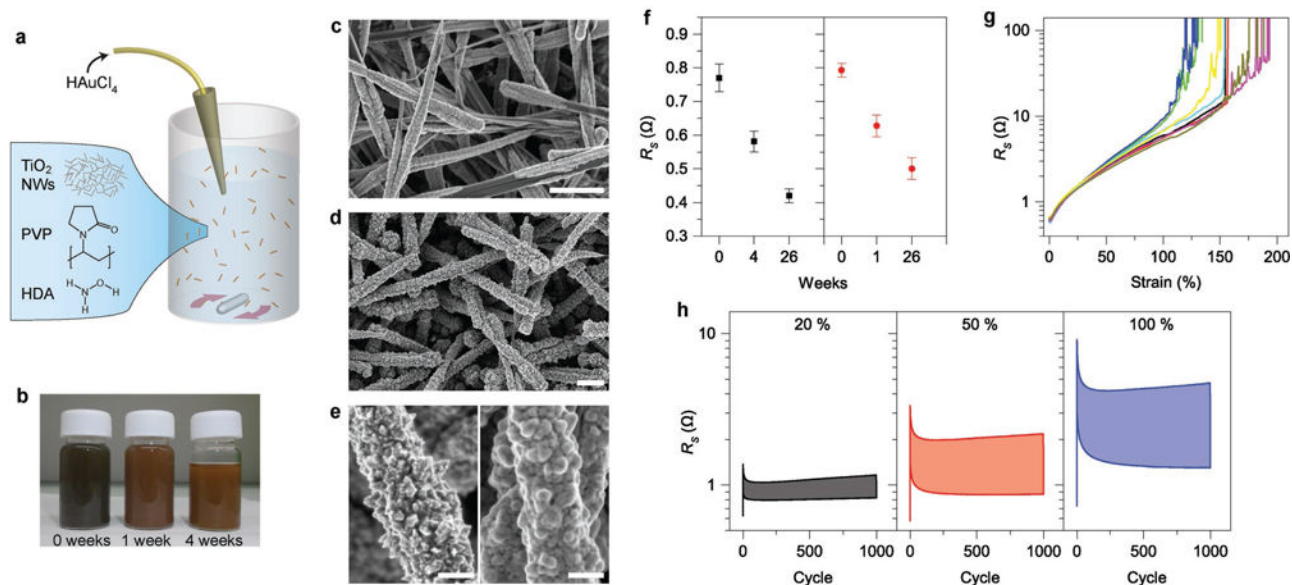 a
HAuCl4
TiO2
NWs
PVP
N
O
HDA
H
N
O
H
H
b
0 weeks 1 week 4 weeks
c
d
e
f
0.9
0.8
0.7
0.6
0.5
0.4
0.3
Rs (Ω)
0 4 26 0 1 26
Weeks
g
100
10
1
Rs (Ω)
0 50 100 150 200
Strain (%)
h
20 % 50 % 100 %
10
1
Rs (Ω)
0 1000 0 1000 0 1000
Cycle Cycle Cycle